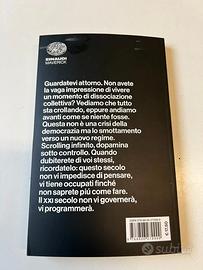 EINAUDI
MAVERICK
Guardatevi attorno. Non avete
la vaga impressione di vivere
un momento di dissociazione
collettiva? Vediamo che tutto
sta crollando, eppure andiamo
avanti come se niente fosse.
Questa non è una crisi della
democrazia ma lo smottamento
verso un nuovo regime.
Scrolling infinito, dopamina
sotto controllo. Quando
dubiterete di voi stessi,
ricordatelo: questo secolo
non vi impedisce di pensare,
vi tiene occupati finché
non saprete piú come fare.
Il XXI secolo non vi governerà,
vi programmerà.
subito